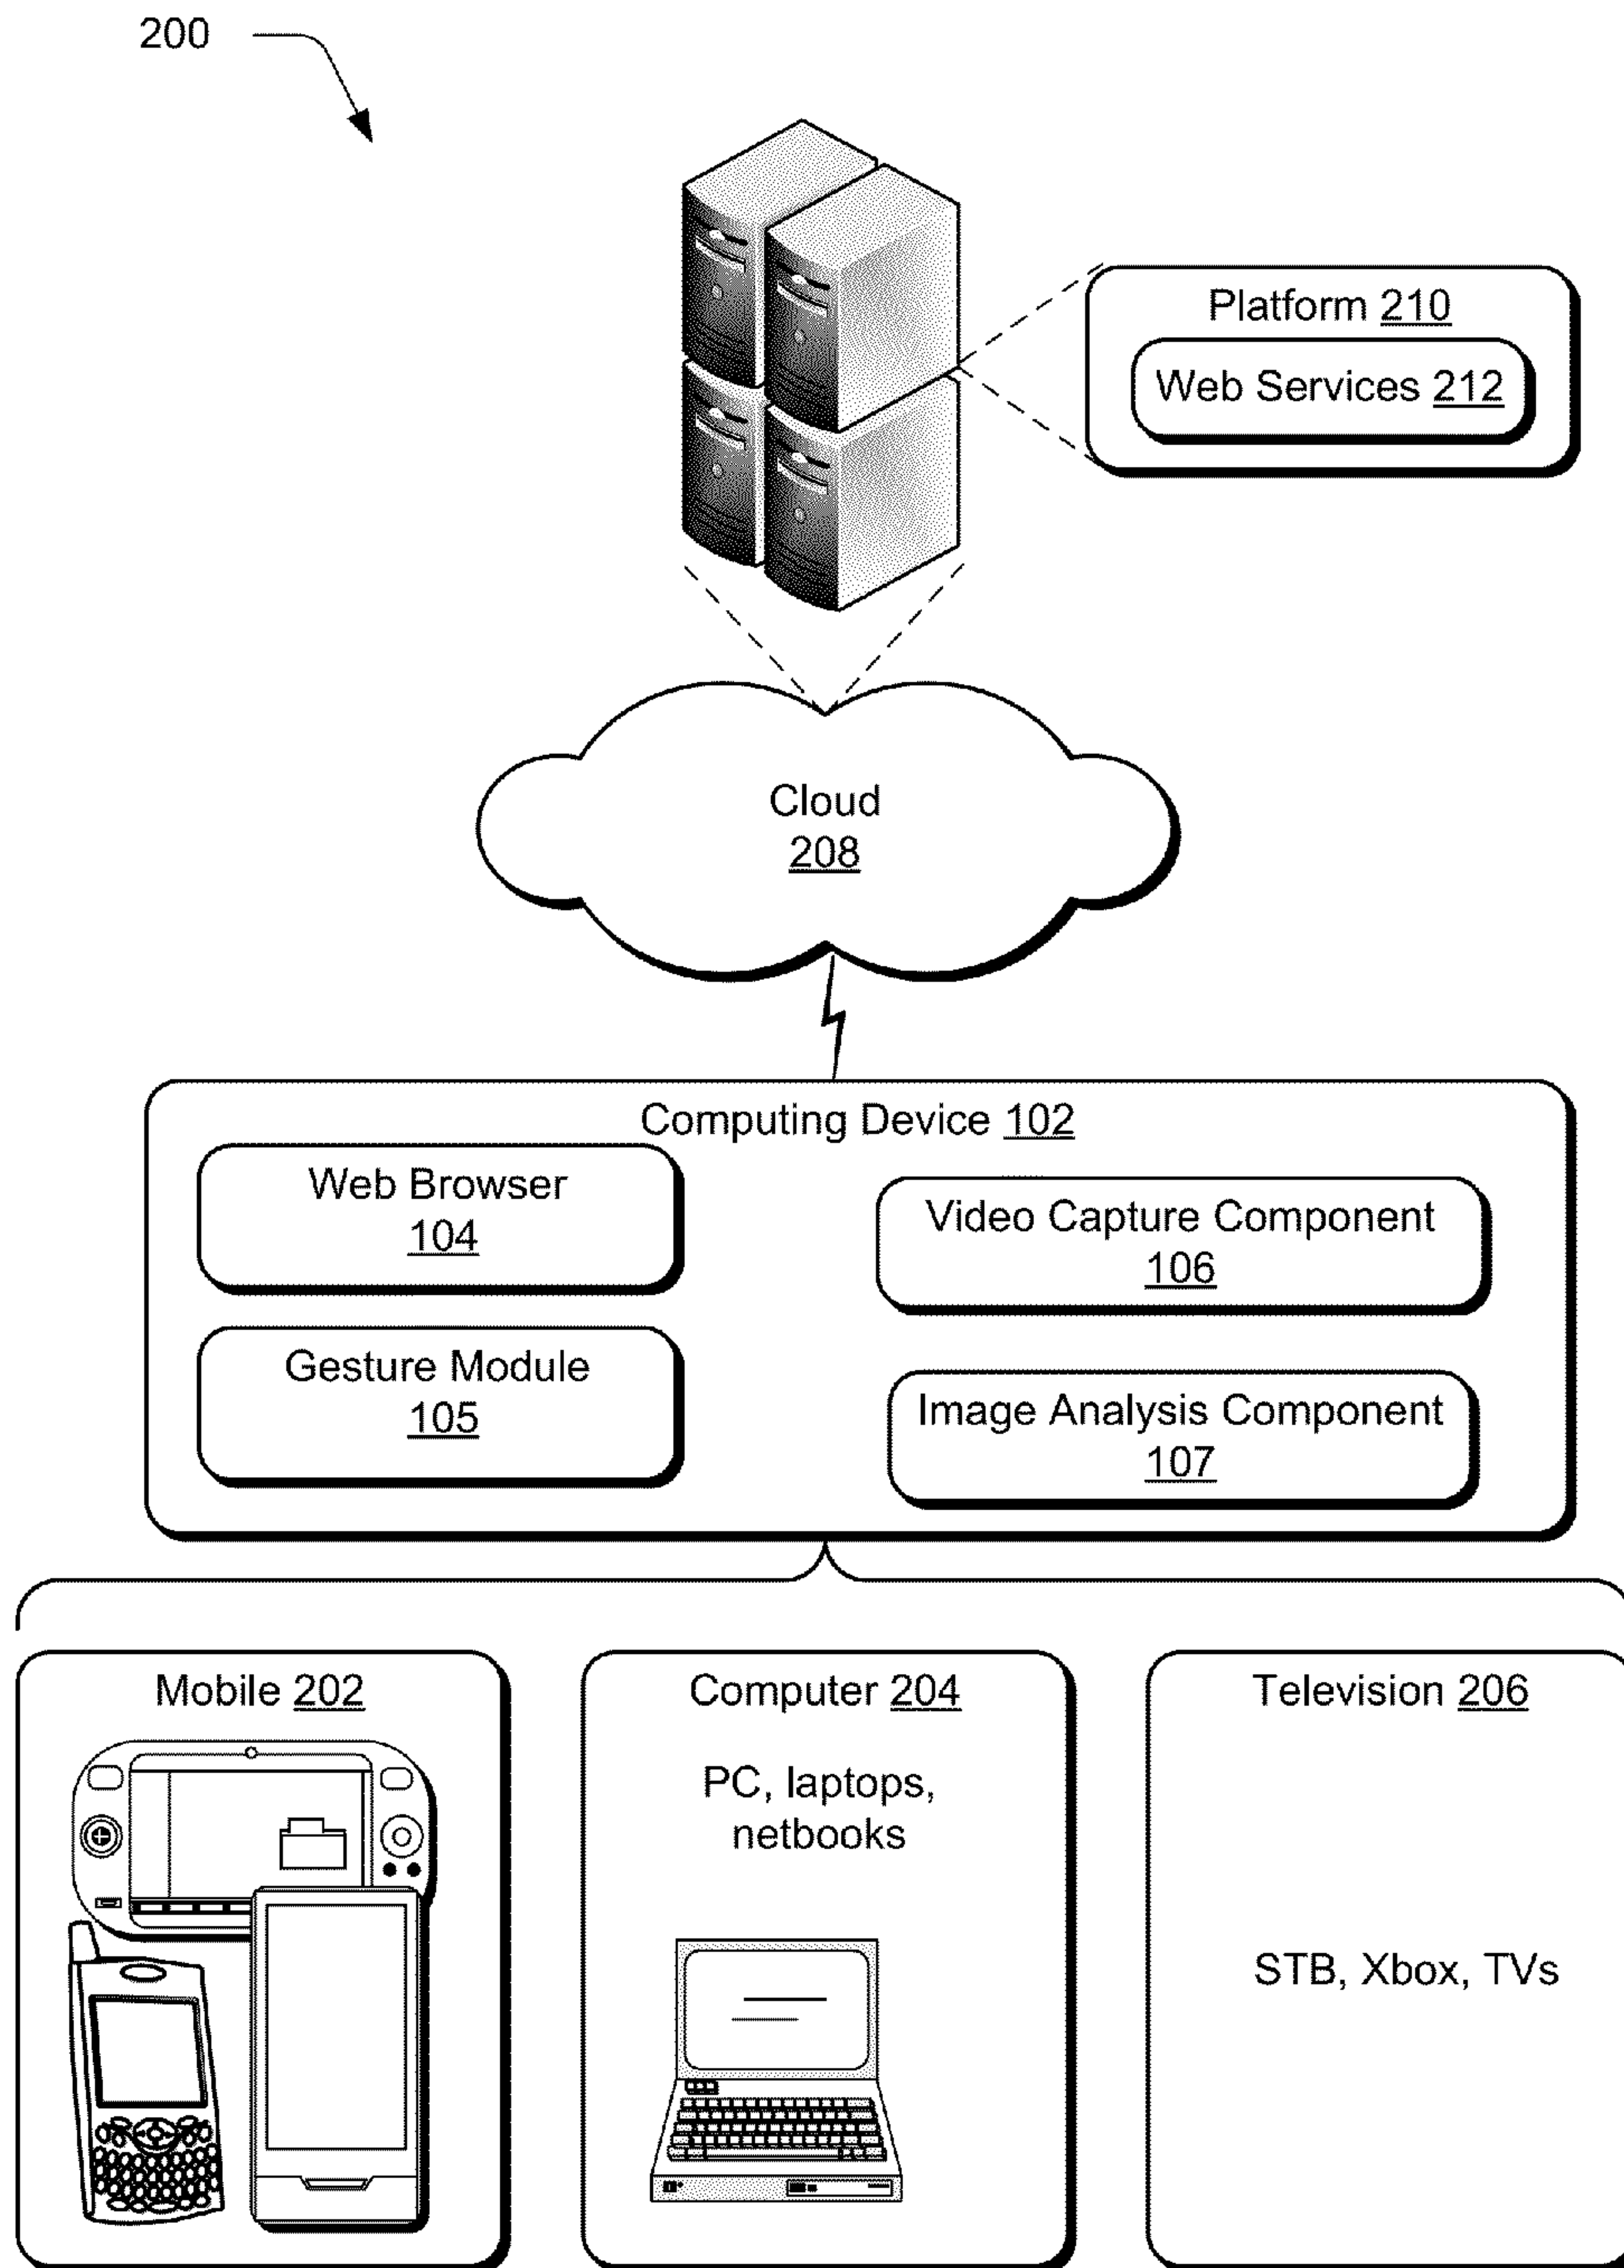 200
Platform 210
Web Services 212
Cloud
208
Computing Device 102
Web Browser
104
Video Capture Component
106
Gesture Module
105
Image Analysis Component
107
Mobile 202
Computer 204
PC, laptops,
netbooks
Television 206
STB, Xbox, TVs